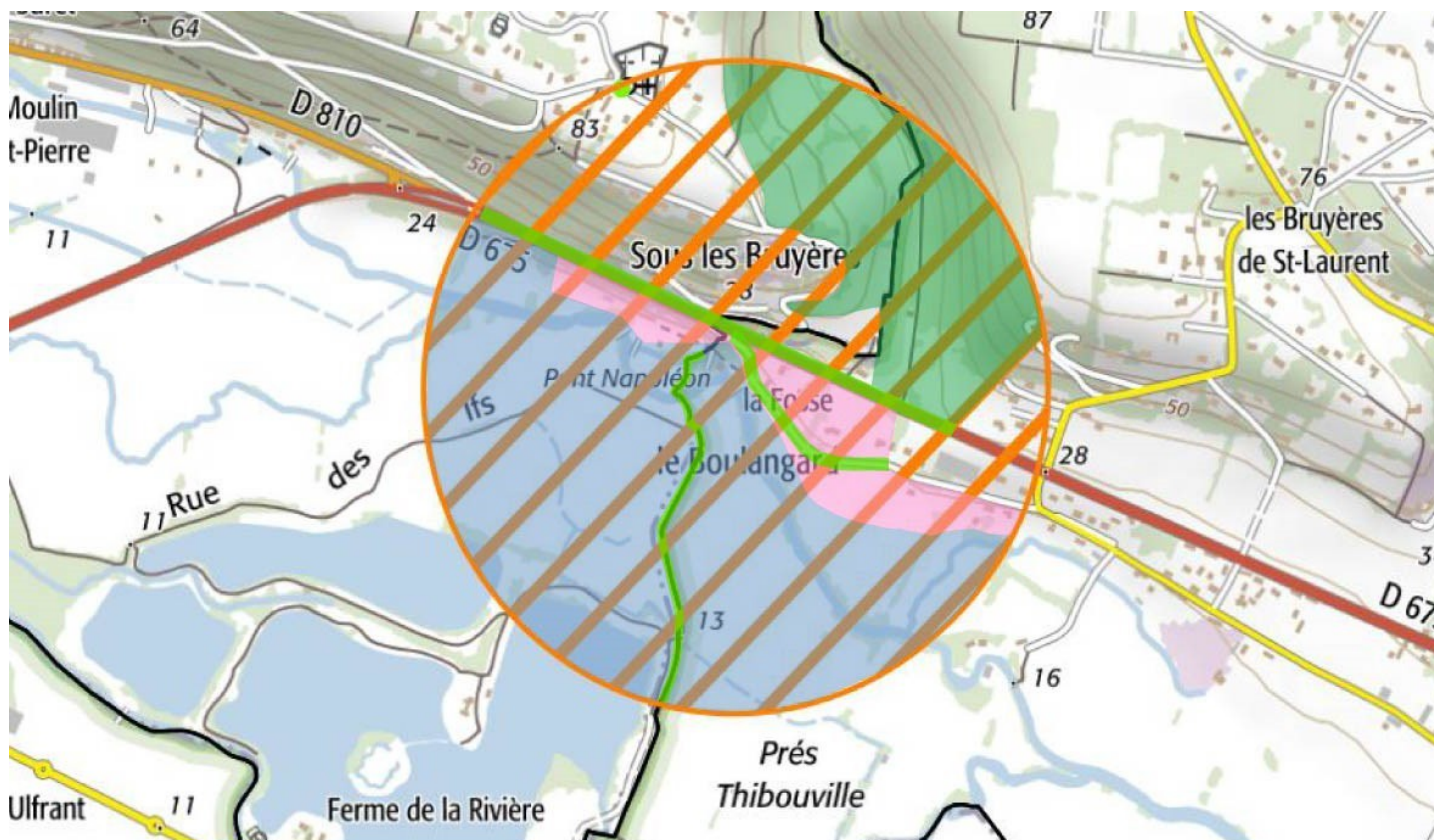 64
87
D 810
Moulin
t-Pierre
83
50
76
24
11
les Bruyères
de St-Laurent
D 675
Sous les Bruyères
28
Pont Napoléon
la Fosse
50
Ifs
des
Rue
le Boulangard
28
11
13
16
D 67
Prés
Thibouville
Ulfrant
11
Ferme de la Rivière